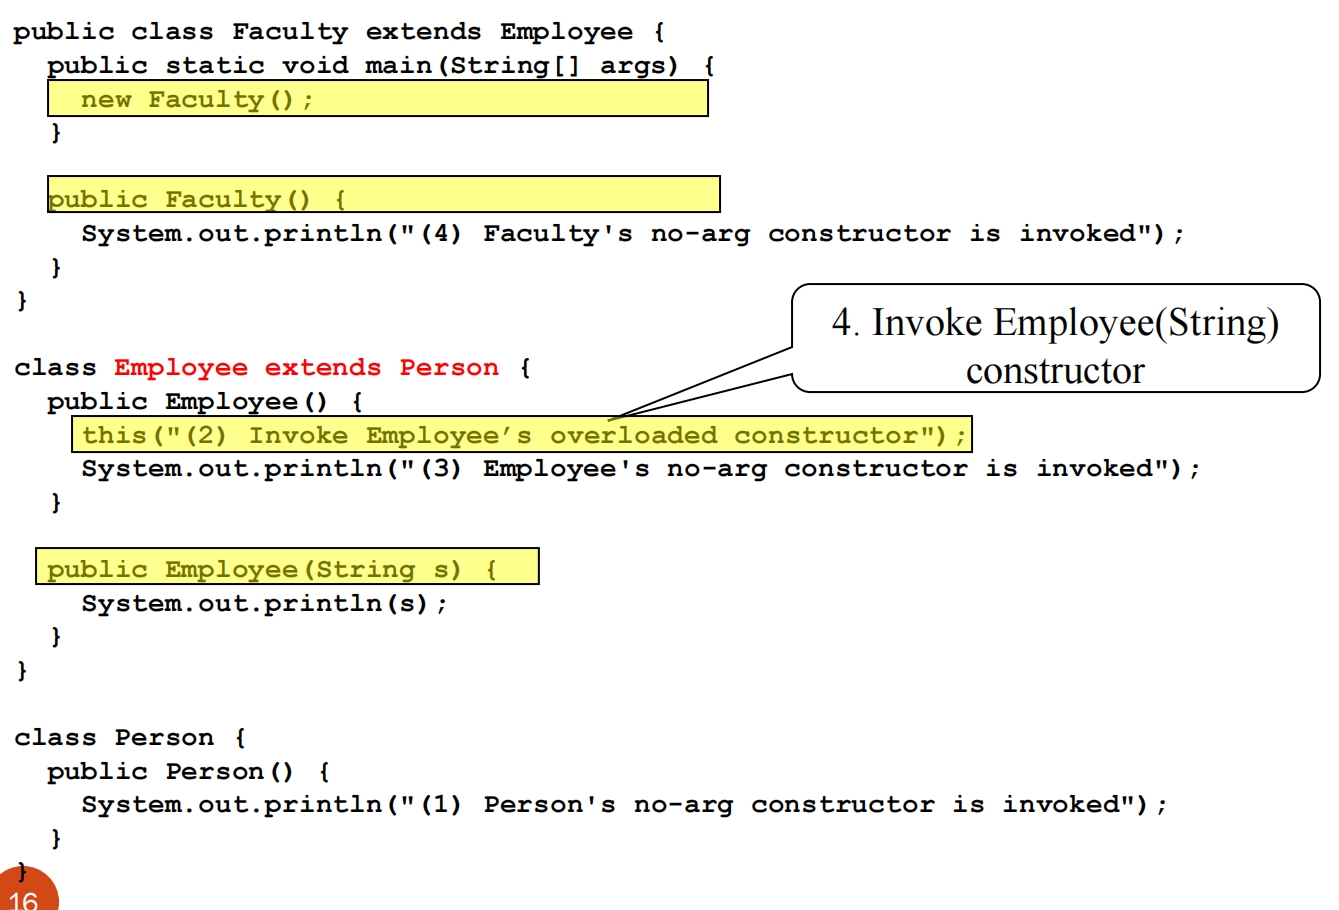 public class Faculty extends Employee {
public static void main(String[] args) {
new Faculty();
}
public Faculty() {
System.out.println("(4) Faculty's no-arg constructor is invoked");
}
}
4. Invoke Employee(String)
constructor
class Employee extends Person {
public Employee() {
this("(2) Invoke Employee’s overloaded constructor");
System.out.println("(3) Employee's no-arg constructor is invoked");
}
public Employee(String s) {
System.out.println(s);
}
}
class Person {
public Person() {
System.out.println("(1) Person's no-arg constructor is invoked");
}
}
16